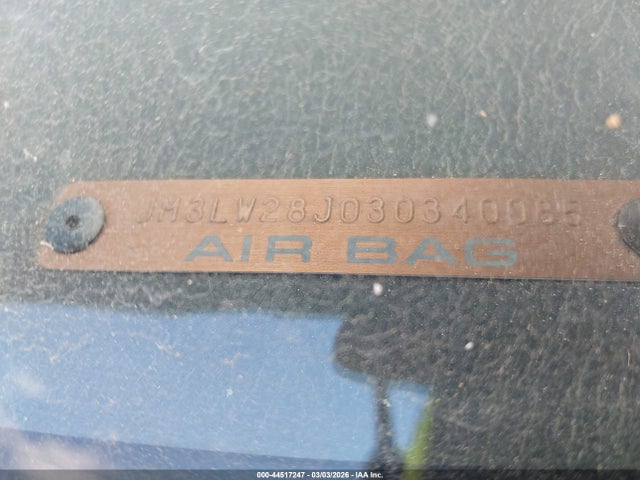 JM3LW28J030340085
AIR BAG
000-44517247 - 03/03/2026 - IAA Inc.